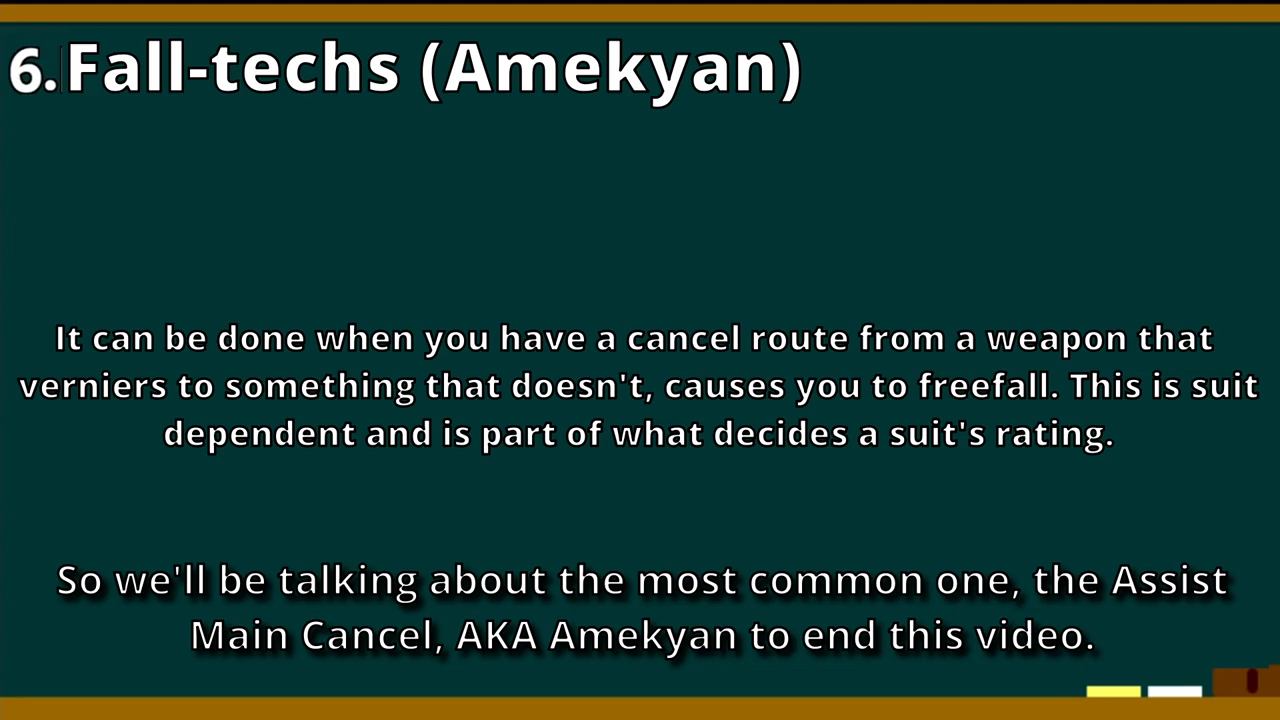 6. Fall-techs (Amekyan)
It can be done when you have a cancel route from a weapon that
verniers to something that doesn't, causes you to freefall. This is suit
dependent and is part of what decides a suit's rating.
So we'll be talking about the most common one, the Assist
Main Cancel, AKA Amekyan to end this video.